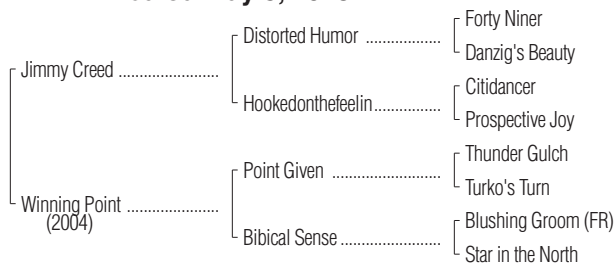 Forty Niner
Distorted Humor ..................
Danzig's Beauty
Jimmy Creed ........................
Citidancer
Hookedonthefeelin................
Prospective Joy
Thunder Gulch
Point Given ...................
Turko's Turn
Winning Point ......................
(2004)
Blushing Groom (FR)
Bibical Sense ........................
Star in the North